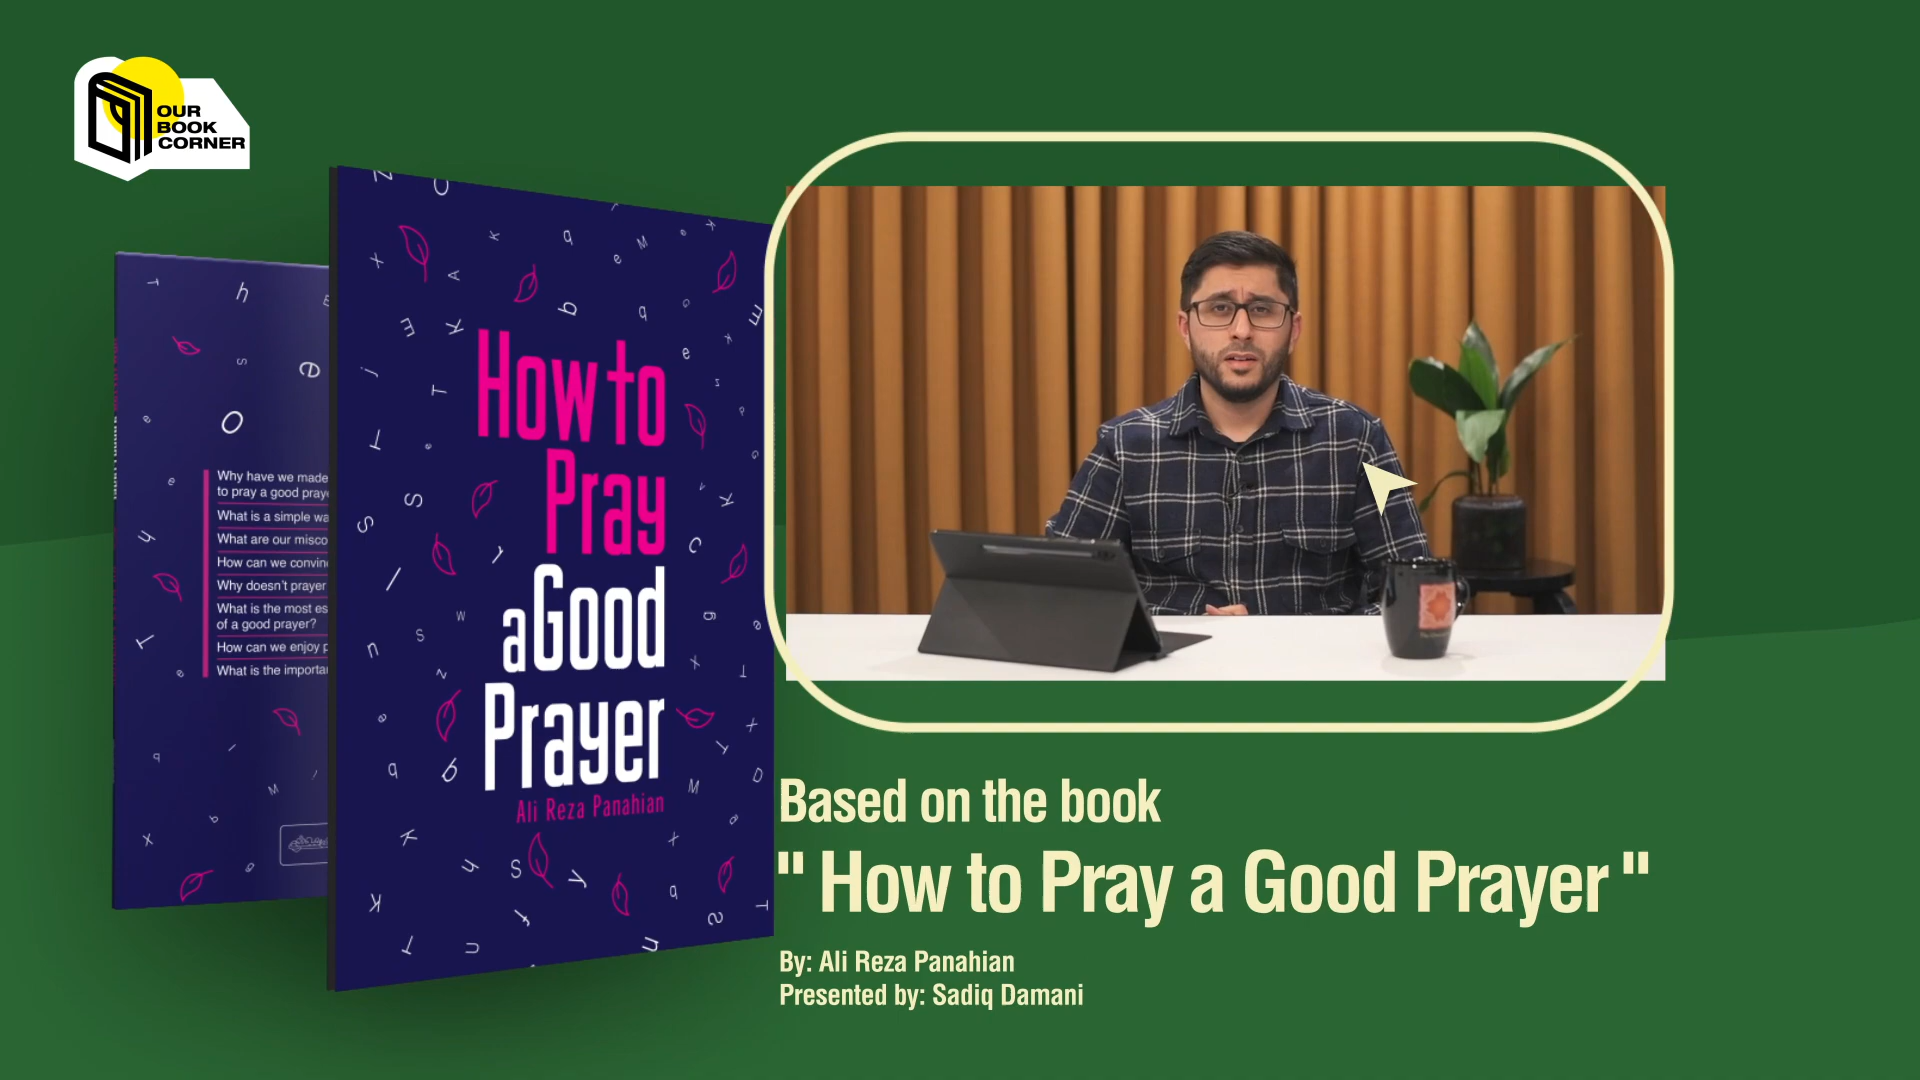 OUR
BOOK
CORNER
Why have we made
to pray a good praye
What is a simple wa
What are our misco
How can we convin
Why doesn't prayer
What is the most es
of a good prayer?
How can we enjoy p
What is the importa
How to
Pray
a Good
Prayer
Ali Reza Panahian
Based on the book
" How to Pray a Good Prayer "
By: Ali Reza Panahian
Presented by: Sadiq Damani